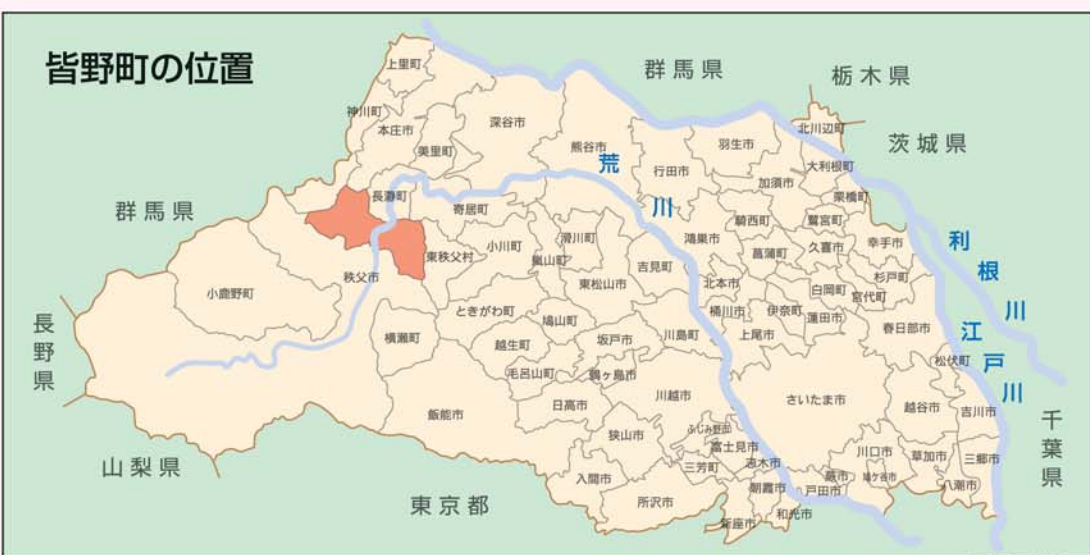 皆野町の位置
群馬県
栃木県
茨城県
群馬県
長野県
山梨県
東京都
千葉県
荒川
利根川
江戸川
上里町
神川町
本庄市
美里町
深谷市
熊谷市
行田市
羽生市
北川辺町
大利根町
加須市
栗橋町
長瀞町
寄居町
騎西町
鷲宮町
小川町
滑川町
嵐山町
鴻巣市
菖蒲町
久喜市
幸手市
東秩父村
吉見町
東松山市
北本市
白岡町
杉戸町
宮代町
秩父市
小鹿野町
ときがわ町
鳩山町
桶川市
伊奈町
蓮田市
上尾市
春日部市
横瀬町
越生町
坂戸市
川島町
松伏町
毛呂山町
鶴ヶ島市
川越市
さいたま市
越谷市
吉川市
飯能市
日高市
狭山市
ふじみ野市
富士見市
三芳町
志木市
川口市
草加市
三郷市
入間市
所沢市
朝霞市
蕨市
戸田市
鳩ケ谷市
八潮市
新座市
和光市